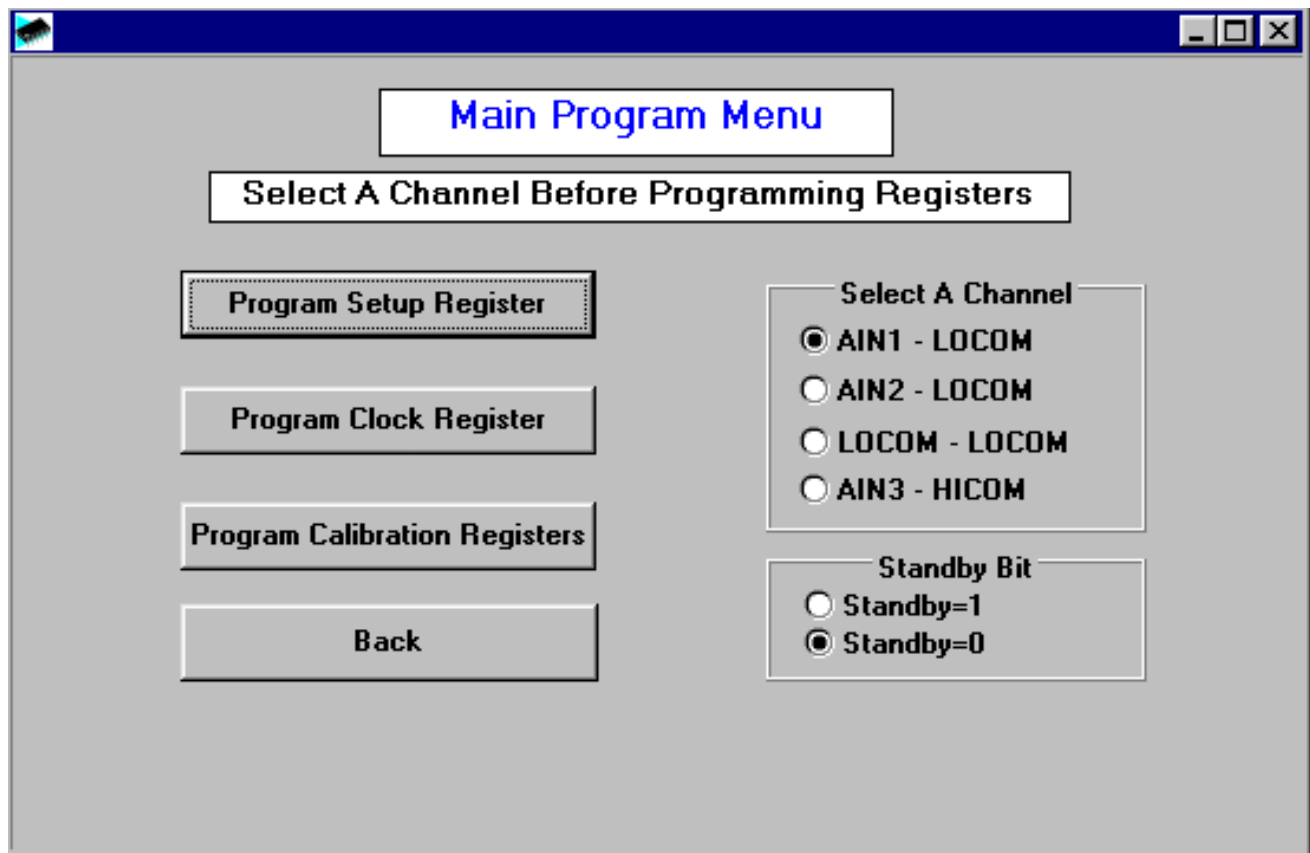 Main Program Menu
Select A Channel Before Programming Registers
Program Setup Register
Program Clock Register
Program Calibration Registers
Back
Select A Channel
AIN1 - LOCOM
AIN2 - LOCOM
LOCOM - LOCOM
AIN3 - HICOM
Standby Bit
Standby=1
Standby=0